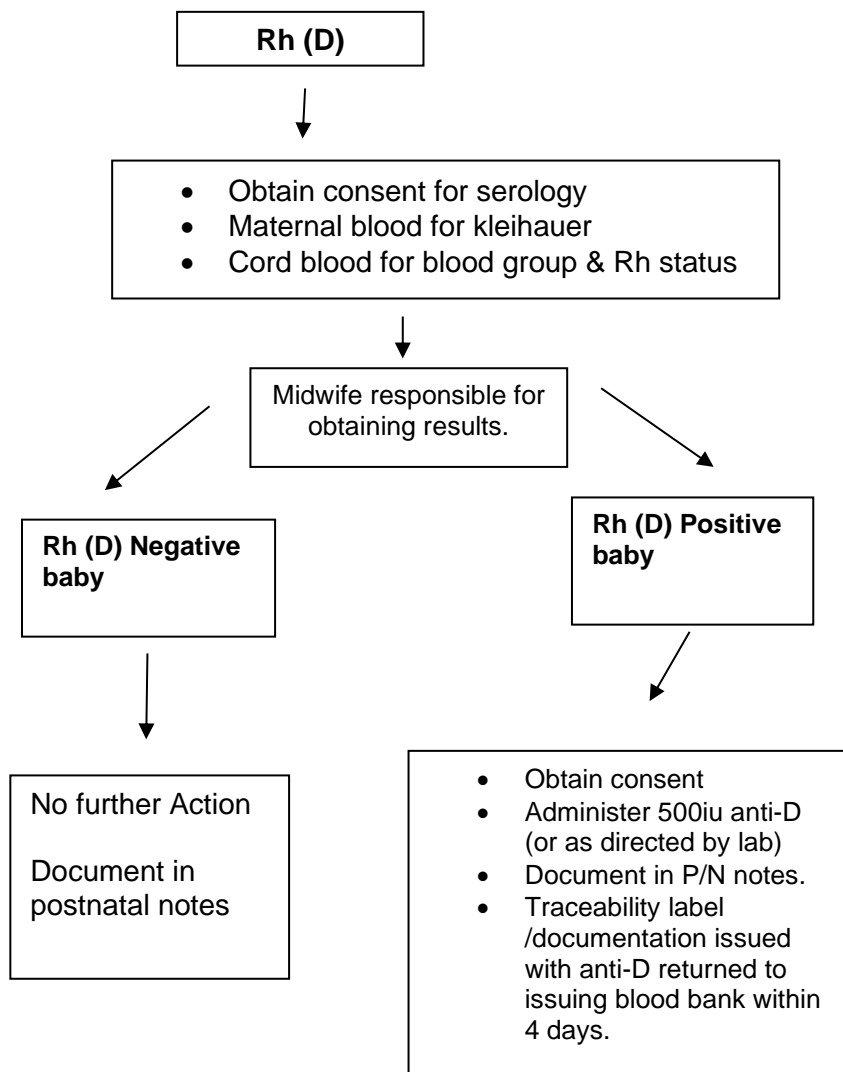 Rh (D)
• Obtain consent for serology
• Maternal blood for kleihauer
• Cord blood for blood group & Rh status
Midwife responsible for
obtaining results.
Rh (D) Negative
baby
Rh (D) Positive
baby
No further Action
Document in
postnatal notes
• Obtain consent
• Administer 500iu anti-D
(or as directed by lab)
• Document in P/N notes.
• Traceability label
/documentation issued
with anti-D returned to
issuing blood bank within
4 days.